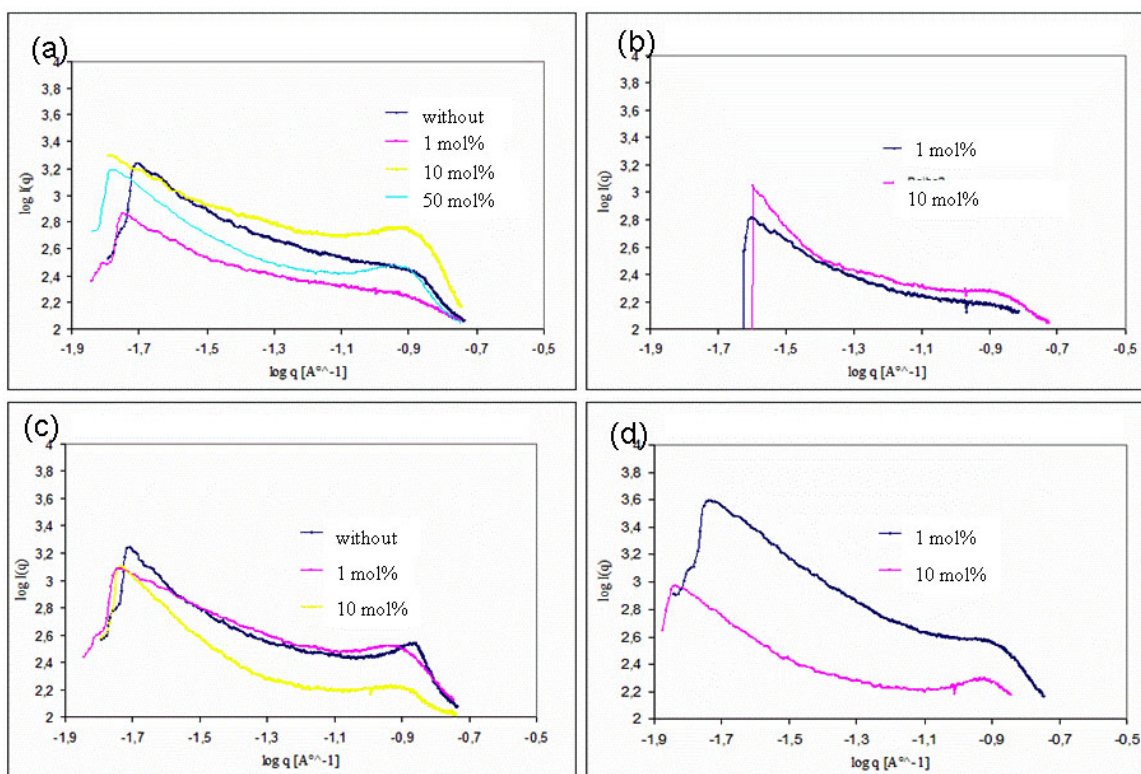 (a)
4
3,8
3,6
3,4
3,2
3
2,8
2,6
2,4
2,2
2
log I(q)
without
1 mol%
10 mol%
50 mol%
-1,9 -1,7 -1,5 -1,3 -1,1 -0,9 -0,7 -0,5
log q [A°^-1]
(b)
4
3,8
3,6
3,4
3,2
3
2,8
2,6
2,4
2,2
2
log I(q)
1 mol%
10 mol%
-1,9 -1,7 -1,5 -1,3 -1,1 -0,9 -0,7 -0,5
log q [A°^-1]
(c)
4
3,8
3,6
3,4
3,2
3
2,8
2,6
2,4
2,2
2
log I(q)
without
1 mol%
10 mol%
-1,9 -1,7 -1,5 -1,3 -1,1 -0,9 -0,7 -0,5
log q [A°^-1]
(d)
4
3,8
3,6
3,4
3,2
3
2,8
2,6
2,4
2,2
2
log I(q)
1 mol%
10 mol%
-1,9 -1,7 -1,5 -1,3 -1,1 -0,9 -0,7 -0,5
log q [A°^-1]